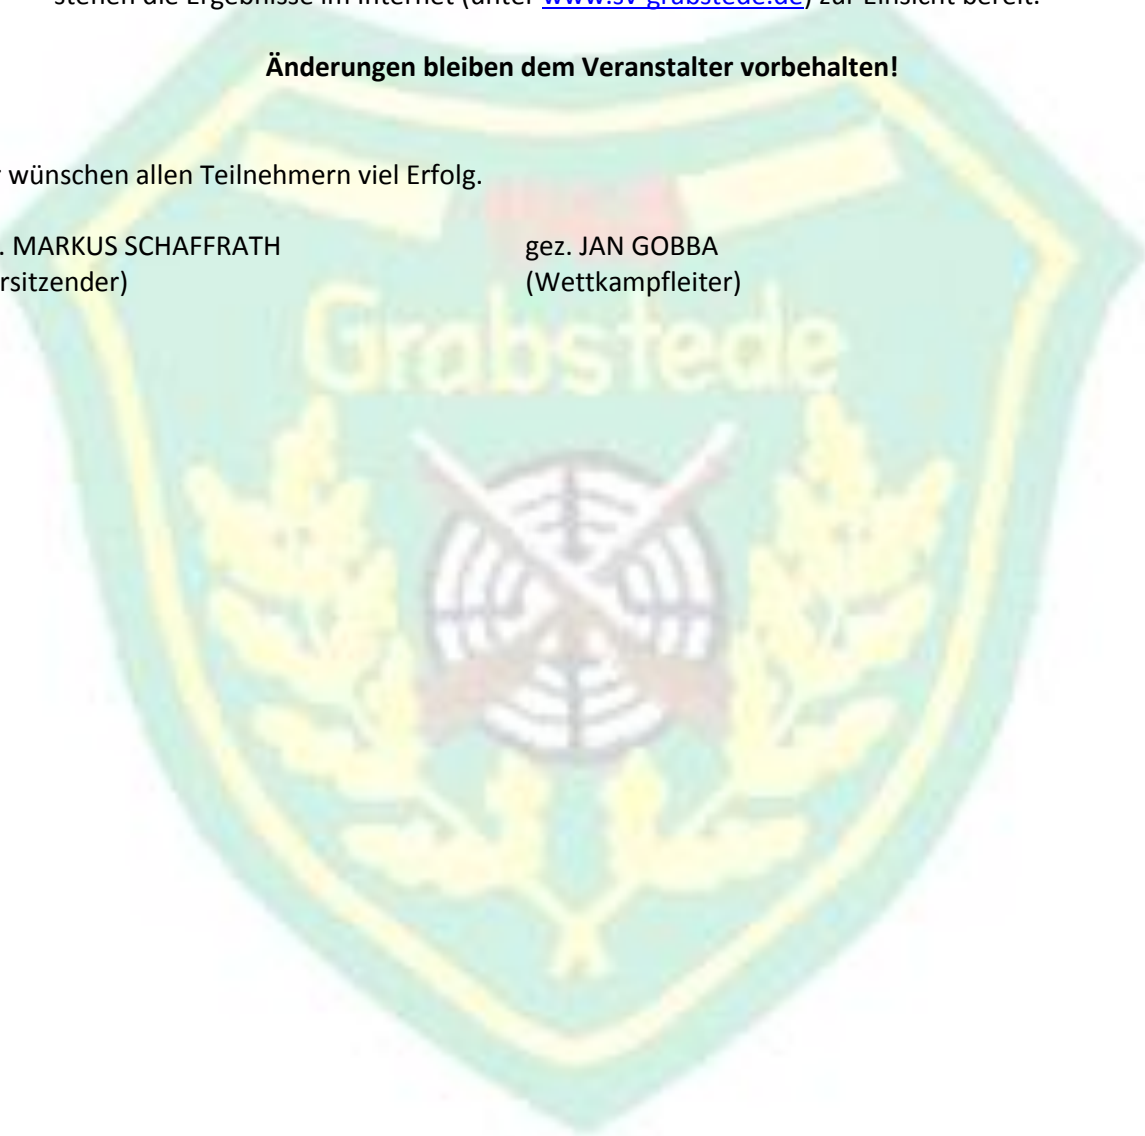 stehen die Ergebnisse im Internet (unter www.sv-grabstede.de) zur Einsicht bereit.
Änderungen bleiben dem Veranstalter vorbehalten!
r wünschen allen Teilnehmern viel Erfolg.
. MARKUS SCHAFFRATH
rsitzender)
gez. JAN GOBBA
(Wettkampfleiter)
Grabstede